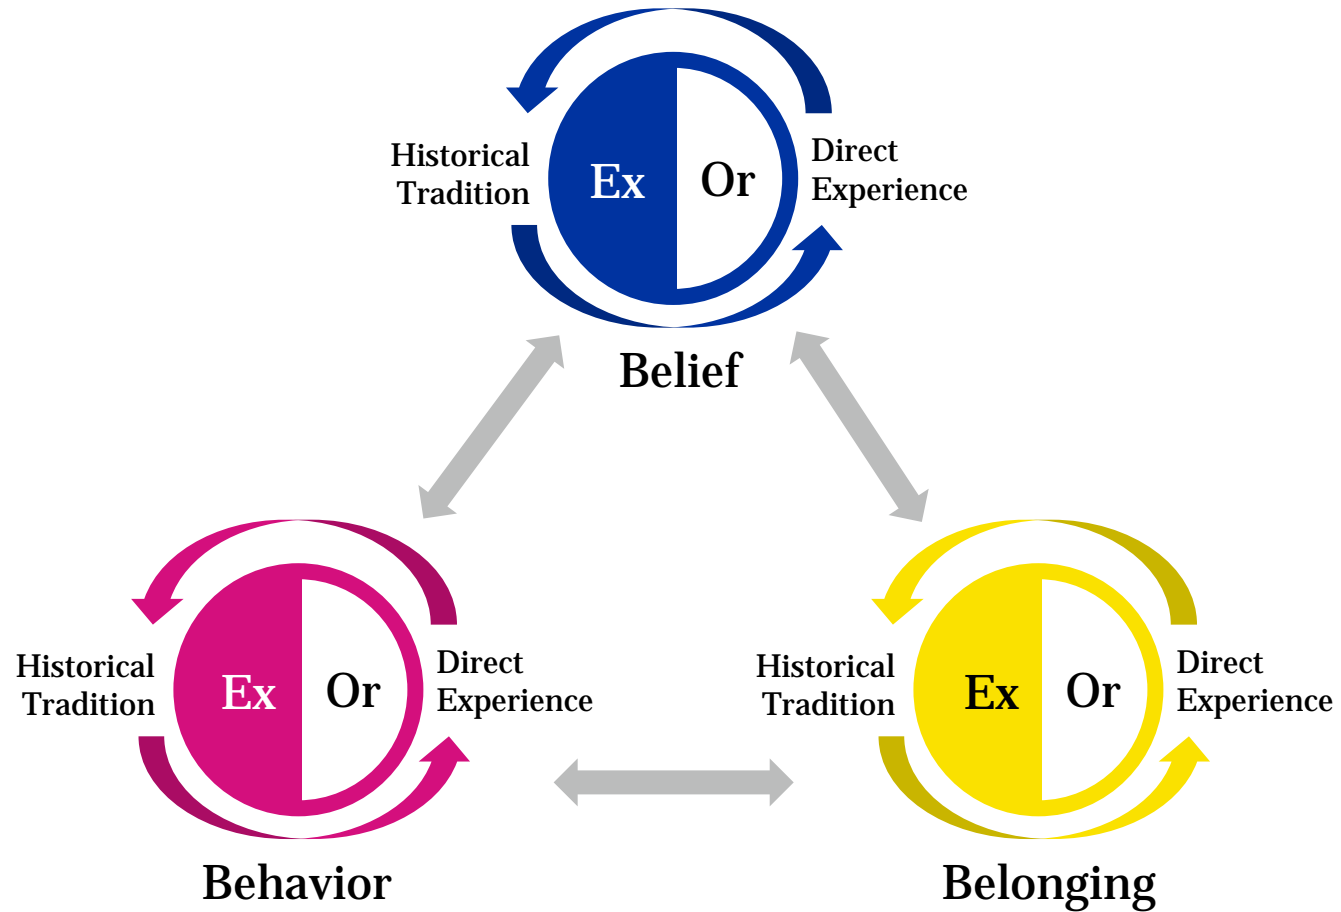 Historical
Tradition
Ex
Or
Direct
Experience
Belief
Historical
Tradition
Ex
Or
Direct
Experience
Behavior
Historical
Tradition
Ex
Or
Direct
Experience
Belonging